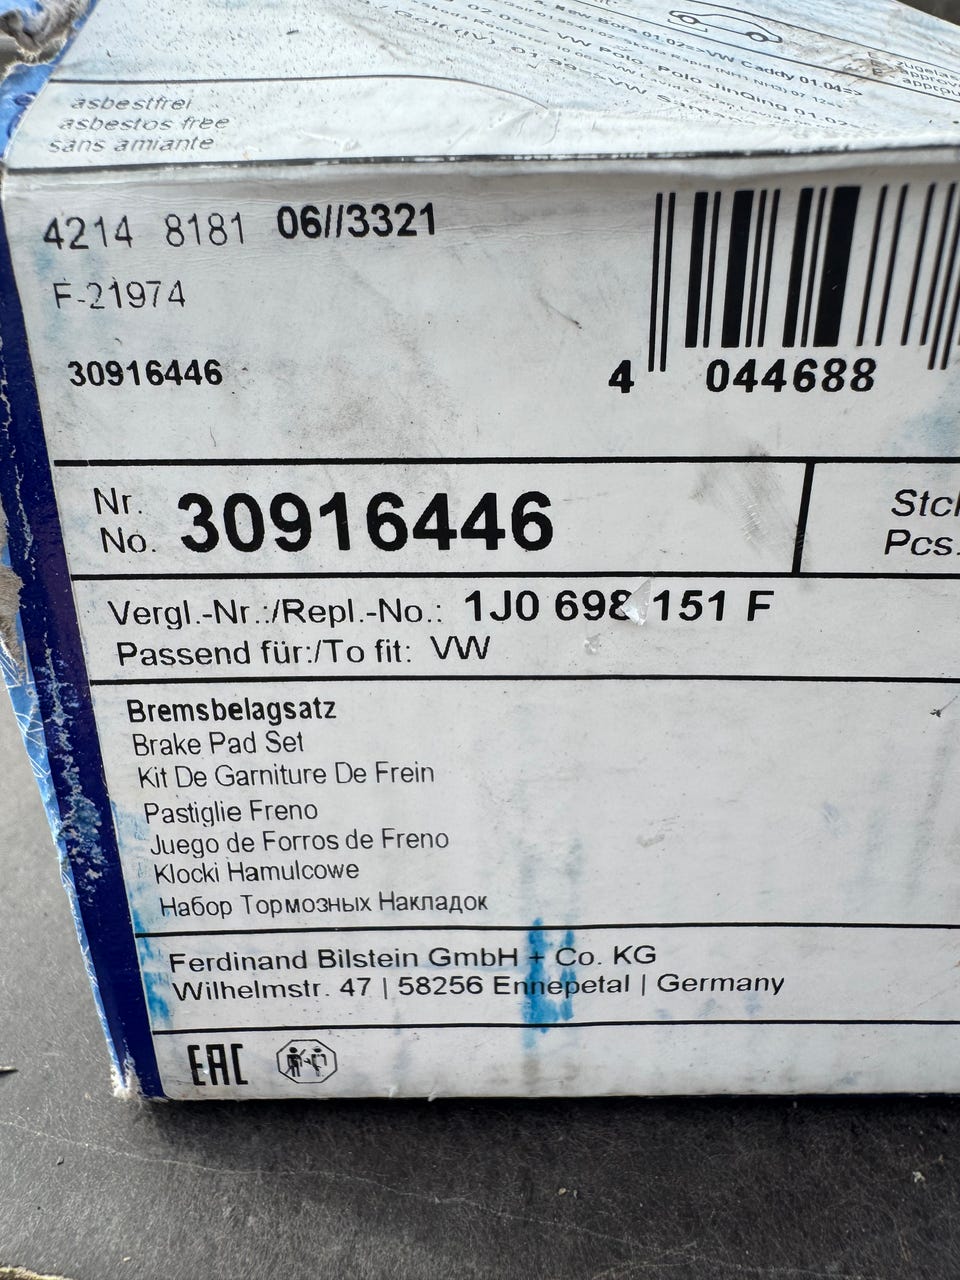 asbestfrei
asbestos free
sans amiante
4214 8181 06//3321
F-21974
30916446
4 044688
Nr.
No. 30916446
Pcs.
Vergl.-Nr.:/Repl.-No.: 1J0 698 151 F
Passend für:/To fit: VW
Bremsbelagsatz
Brake Pad Set
Kit De Garniture De Frein
Pastiglie Freno
Juego de Forros de Freno
Klocki Hamulcowe
Набор Тормозных Накладок
Ferdinand Bilstein GmbH + Co. KG
Wilhelmstr. 47 | 58256 Ennepetal | Germany
EAC